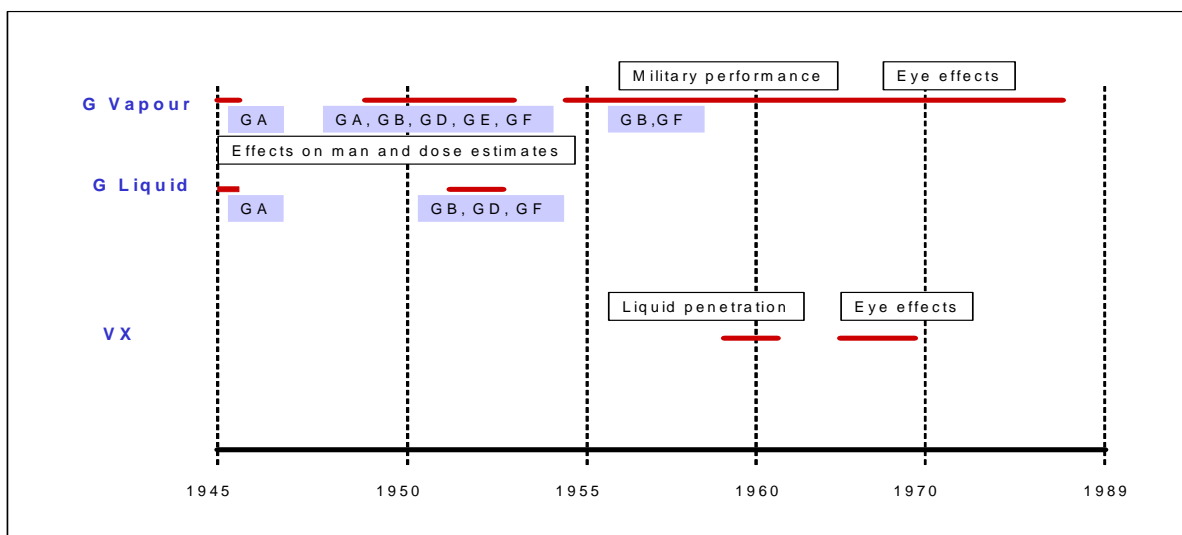 Military performance
Eye effects
G Vapour
GA
GA, GB, GD, GE, GF
GB,GF
Effects on man and dose estimates
G Liquid
GA
GB, GD, GF
Liquid penetration
Eye effects
VX
1945
1950
1955
1960
1970
1989